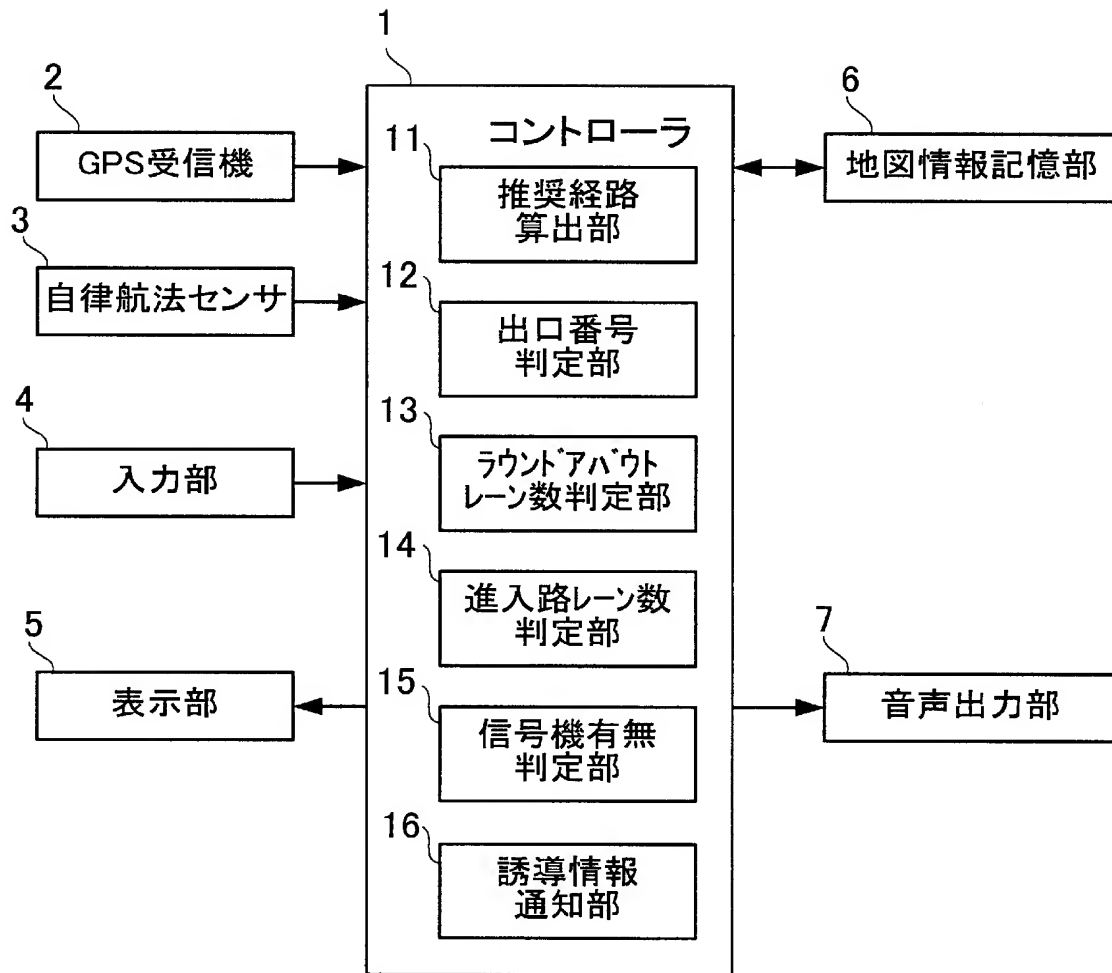 1
コントローラ
2
GPS受信機
3
自律航法センサ
4
入力部
5
表示部
11
推奨経路
算出部
12
出口番号
判定部
13
ラウンドアバウト
レーン数判定部
14
進入路レーン数
判定部
15
信号機有無
判定部
16
誘導情報
通知部
6
地図情報記憶部
7
音声出力部